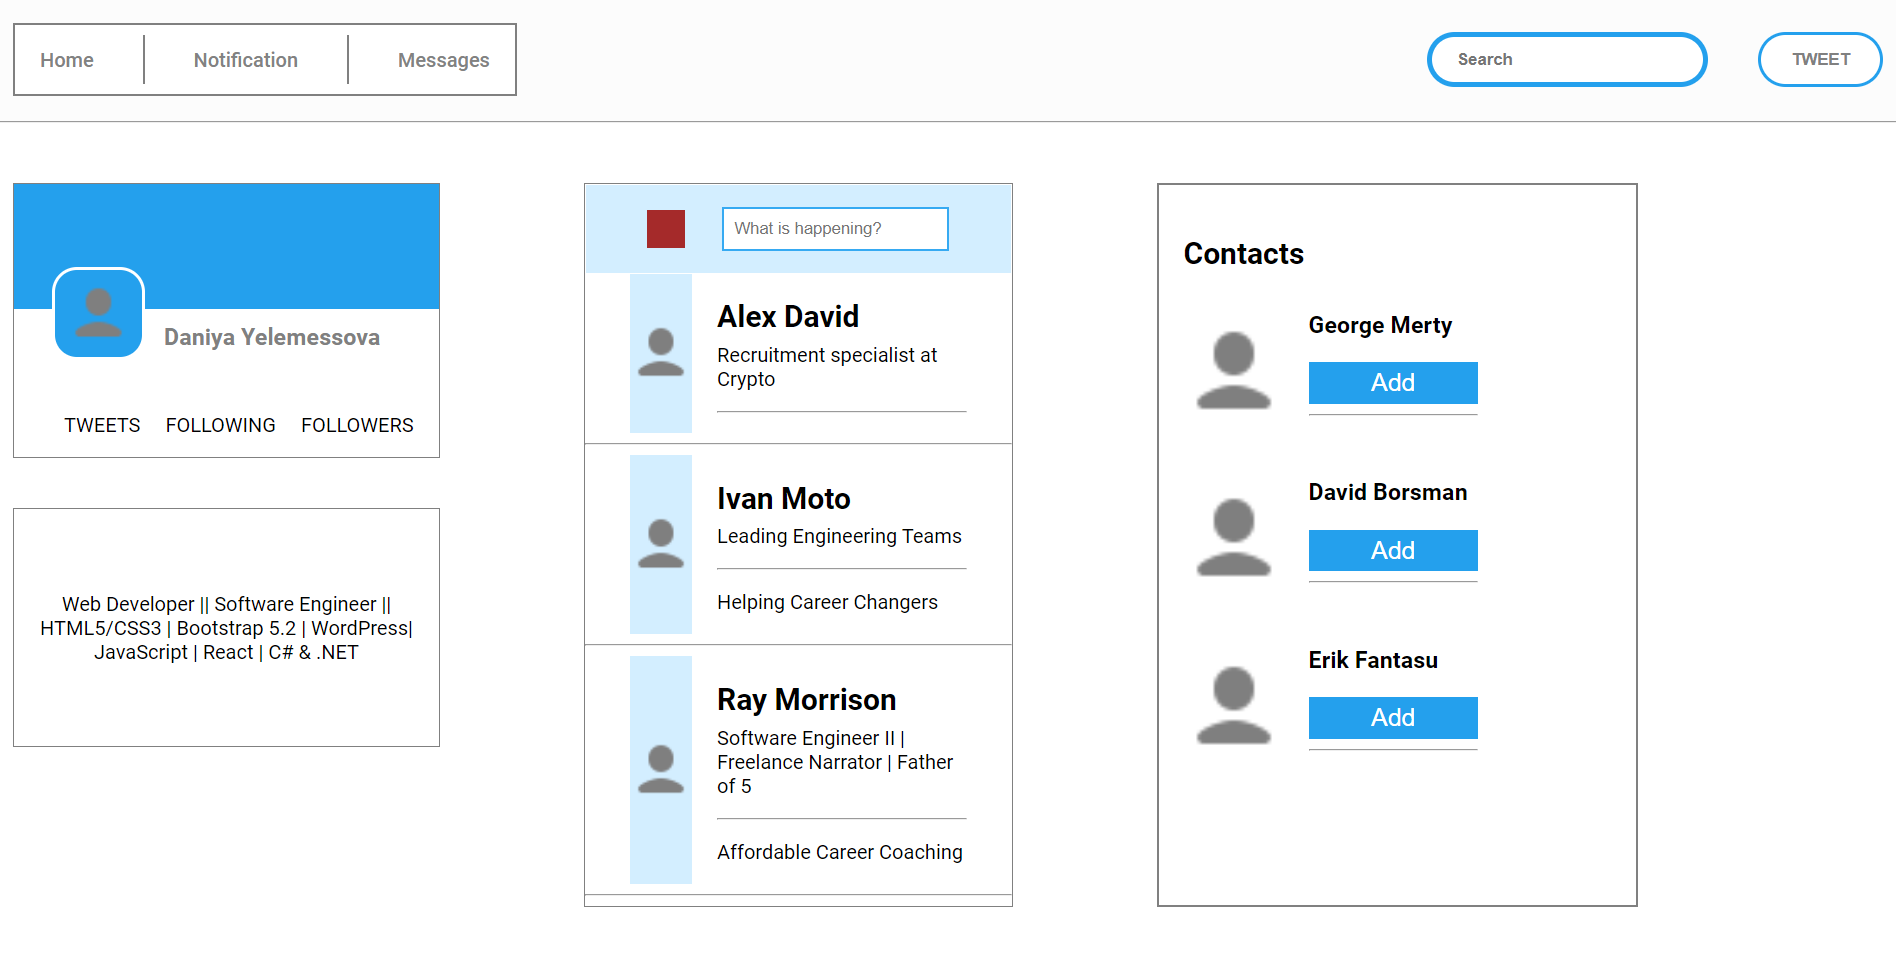 Home
Notification
Messages
Search
TWEET
Daniya Yelemessova
TWEETS FOLLOWING FOLLOWERS
Web Developer || Software Engineer ||
HTML5/CSS3 | Bootstrap 5.2 | WordPress|
JavaScript | React | C# & .NET
What is happening?
Alex David
Recruitment specialist at
Crypto
Ivan Moto
Leading Engineering Teams
Helping Career Changers
Ray Morrison
Software Engineer II |
Freelance Narrator | Father
of 5
Affordable Career Coaching
Contacts
George Merty
Add
David Borsman
Add
Erik Fantasu
Add